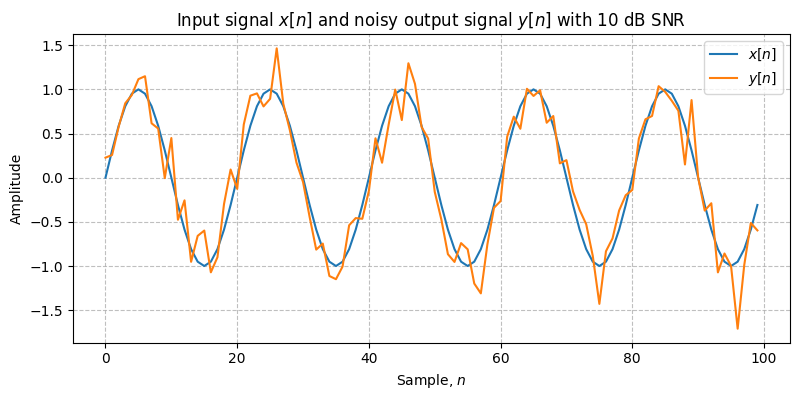 Input signal x[n] and noisy output signal y[n] with 10 dB SNR
x[n]
y[n]
Amplitude
1.5
1.0
0.5
0.0
−0.5
−1.0
−1.5
0
20
40
60
80
100
Sample, n